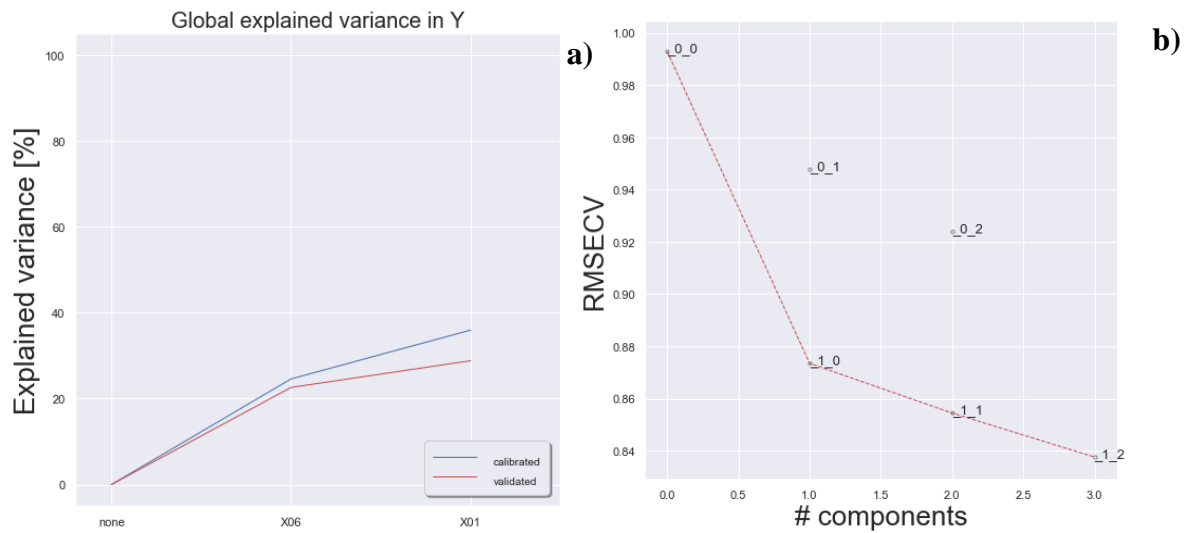 Global explained variance in Y
a)
Explained variance [%]
100
80
60
40
20
0
none
X06
X01
calibrated
validated
b)
RMSECV
1.00
0.98
0.96
0.94
0.92
0.90
0.88
0.86
0.84
_0_0
_0_1
_0_2
_1_0
_1_1
_1_2
0.0
0.5
1.0
1.5
2.0
2.5
3.0
# components